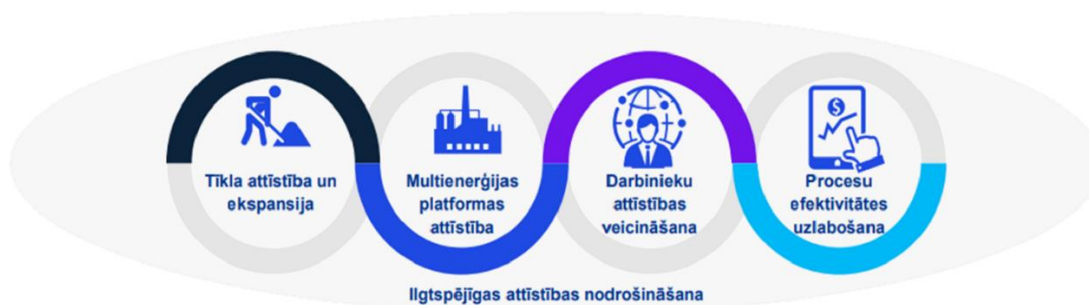 Tīkla attīstība un
ekspansija
Multienerģijas
platformas
attīstība
Darbinieku
attīstības
veicināšana
$
Procesu
efektivitātes
uzlabošana
Ilgtspējīgas attīstības nodrošināšana